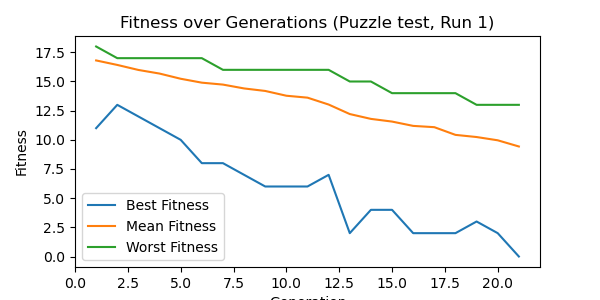 Fitness over Generations (Puzzle test, Run 1)
17.5
15.0
12.5
10.0
7.5
5.0
2.5
0.0
Fitness
Best Fitness
Mean Fitness
Worst Fitness
0.0 2.5 5.0 7.5 10.0 12.5 15.0 17.5 20.0
Generation